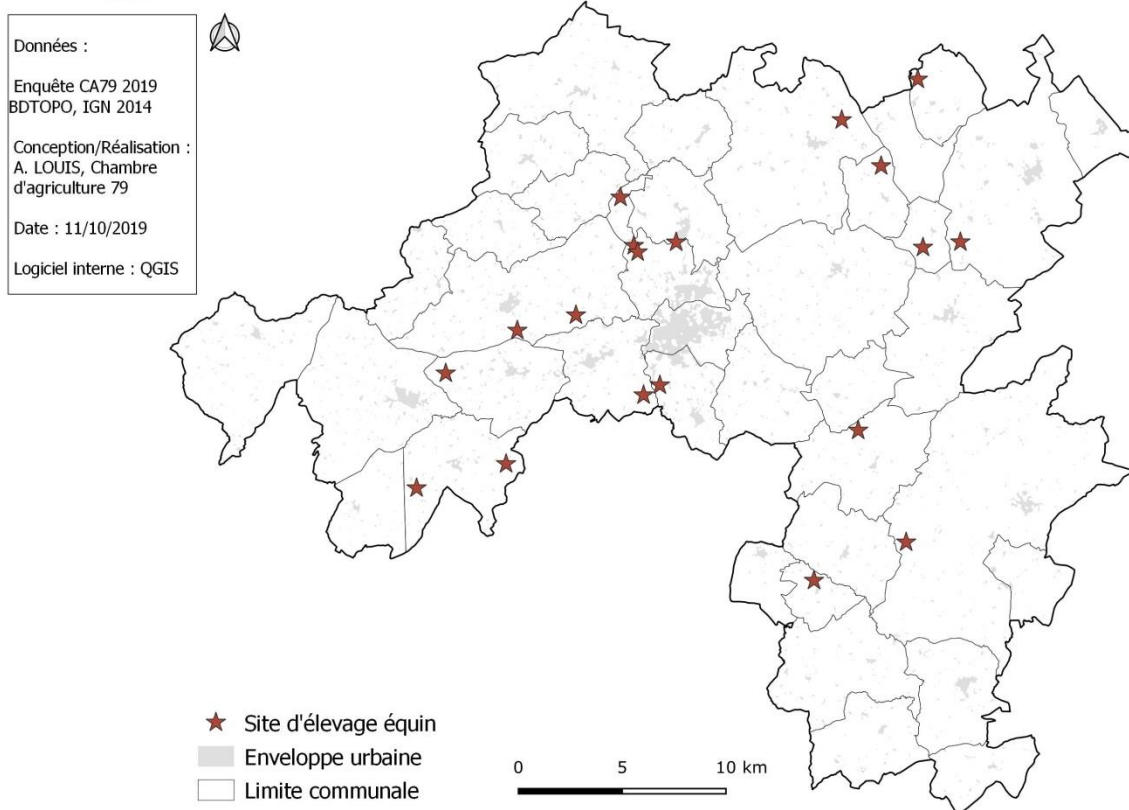 Données :
Enquête CA79 2019
BDTOPO, IGN 2014
Conception/Réalisation :
A. LOUIS, Chambre
d'agriculture 79
Date : 11/10/2019
Logiciel interne : QGIS
Site d'élevage équin
Enveloppe urbaine
Limite communale
0 5 10 km